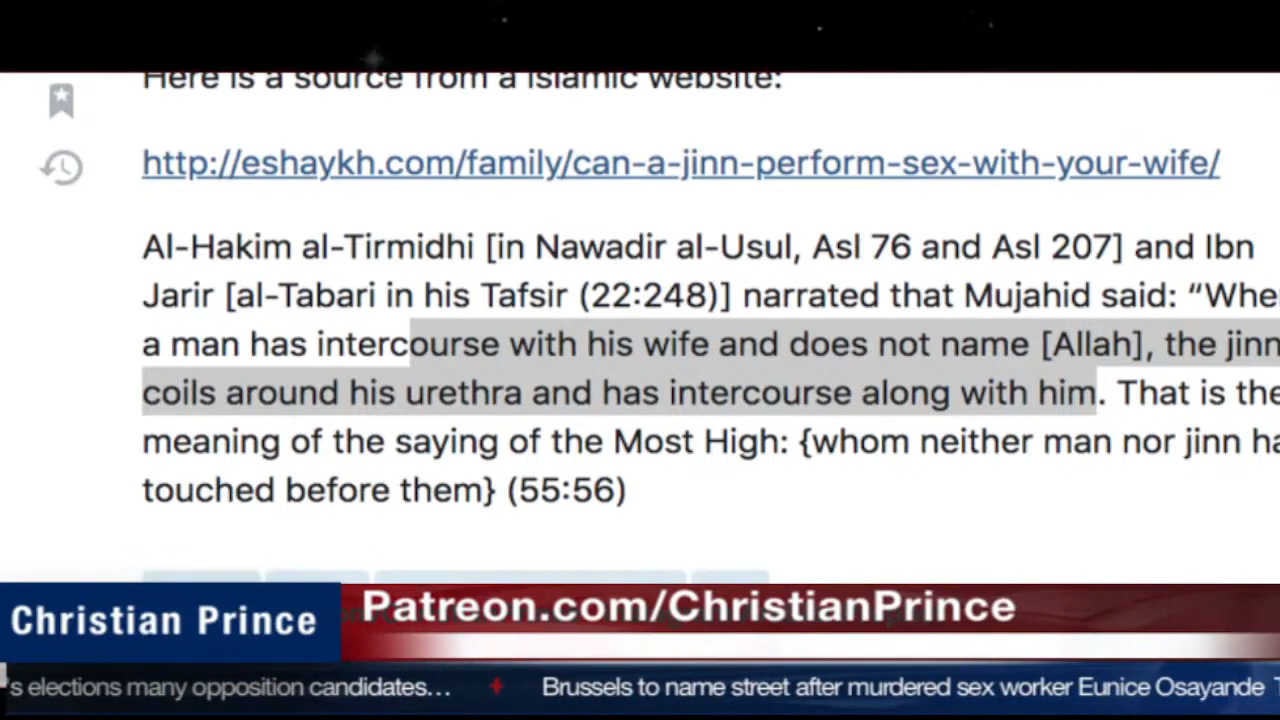 Here is a source from a Islamic website:
http://eshaykh.com/family/can-a-jinn-perform-sex-with-your-wife/
Al-Hakim al-Tirmidhi [in Nawadir al-Usul, Asl 76 and Asl 207] and Ibn
Jarir [al-Tabari in his Tafsir (22:248)] narrated that Mujahid said: “Whe
a man has intercourse with his wife and does not name [Allah], the jinn
coils around his urethra and has intercourse along with him. That is the
meaning of the saying of the Most High: {whom neither man nor jinn ha
touched before them} (55:56)
Christian Prince
Patreon.com/ChristianPrince
's elections many opposition candidates... Brussels to name street after murdered sex worker Eunice Osayande